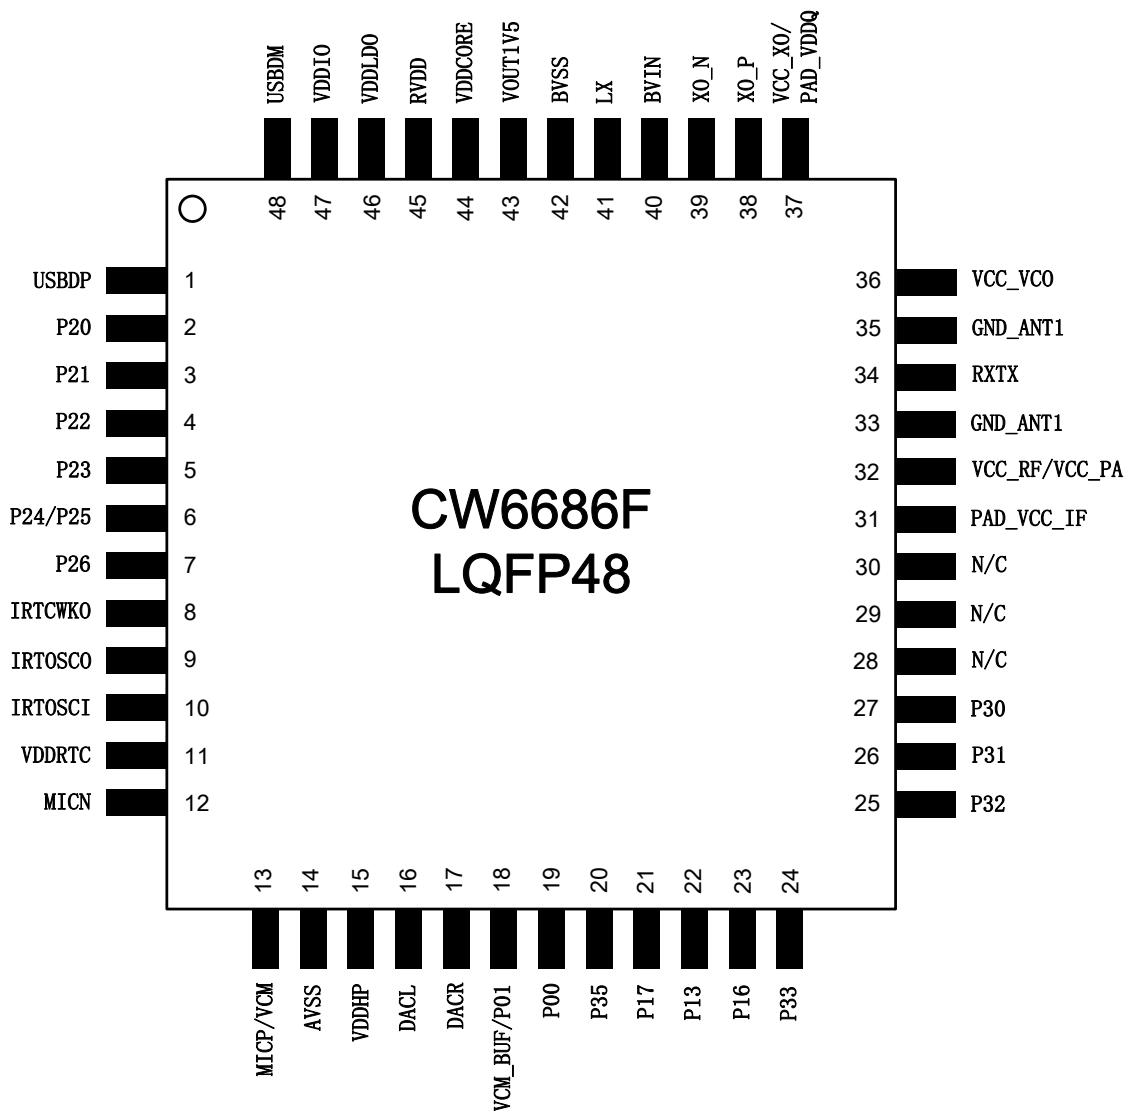 USBDM
VDDIO
VDDLDO
RVDD
VDDCORE
VOUT1V5
BVSS
LX
BVIN
XO_N
XO_P
VCC_XO/
PAD_VDDQ
48
47
46
45
44
43
42
41
40
39
38
37
USBDP 1
P20 2
P21 3
P22 4
P23 5
P24/P25 6
P26 7
IRTCWKO 8
IRTOSCO 9
IRTOSCI 10
VDDRTC 11
MICN 12
CW6686F
LQFP48
36 VCC_VCO
35 GND_ANT1
34 RXTX
33 GND_ANT1
32 VCC_RF/VCC_PA
31 PAD_VCC_IF
30 N/C
29 N/C
28 N/C
27 P30
26 P31
25 P32
13
14
15
16
17
18
19
20
21
22
23
24
MICP/VCM
AVSS
VDDHP
DACL
DACR
VCM_BUF/P01
P00
P35
P17
P13
P16
P33